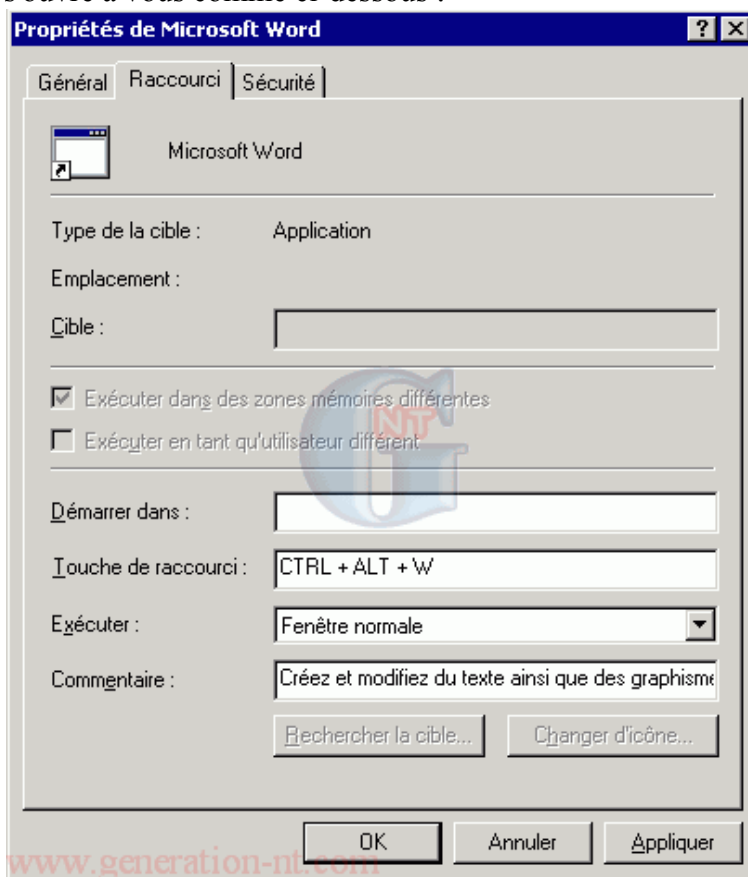 s'ouvre à vous comme ci-dessous :
Propriétés de Microsoft Word
Général Raccourci Sécurité
Microsoft Word
Type de la cible : Application
Emplacement :
Cible :
Exécuter dans des zones mémoires différentes
Exécuter en tant qu'utilisateur différent
GNT
Démarrer dans :
Touche de raccourci : CTRL + ALT + W
Exécuter : Fenêtre normale
Commentaire : Créez et modifiez du texte ainsi que des graphisme
Rechercher la cible... Changer d'icône...
OK Annuler Appliquer
www.generation-nt.com